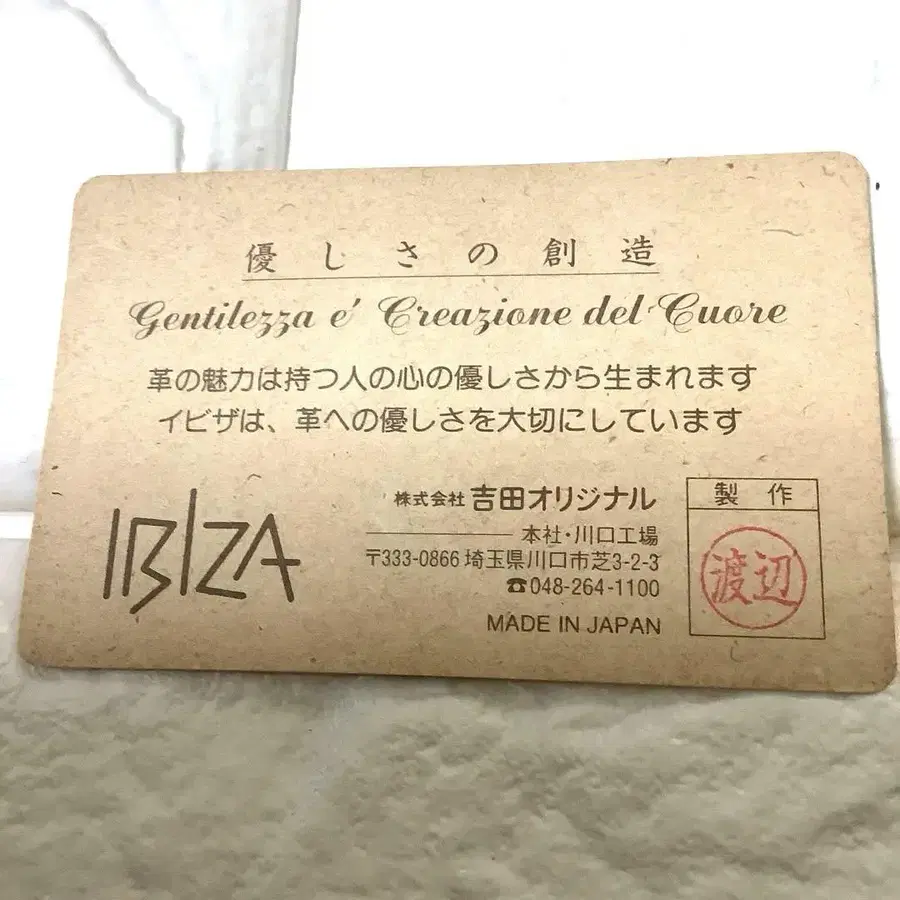 優しさの創造
Gentilezza e' Creazione del Cuore
革の魅力は持つ人の心の優しさから生まれます
イビザは、革への優しさを大切にしています
IBIZA
株式会社 吉田オリジナル
本社・川口工場
〒333-0866 埼玉県川口市芝3-2-3
☎048-264-1100
MADE IN JAPAN
製作
渡辺